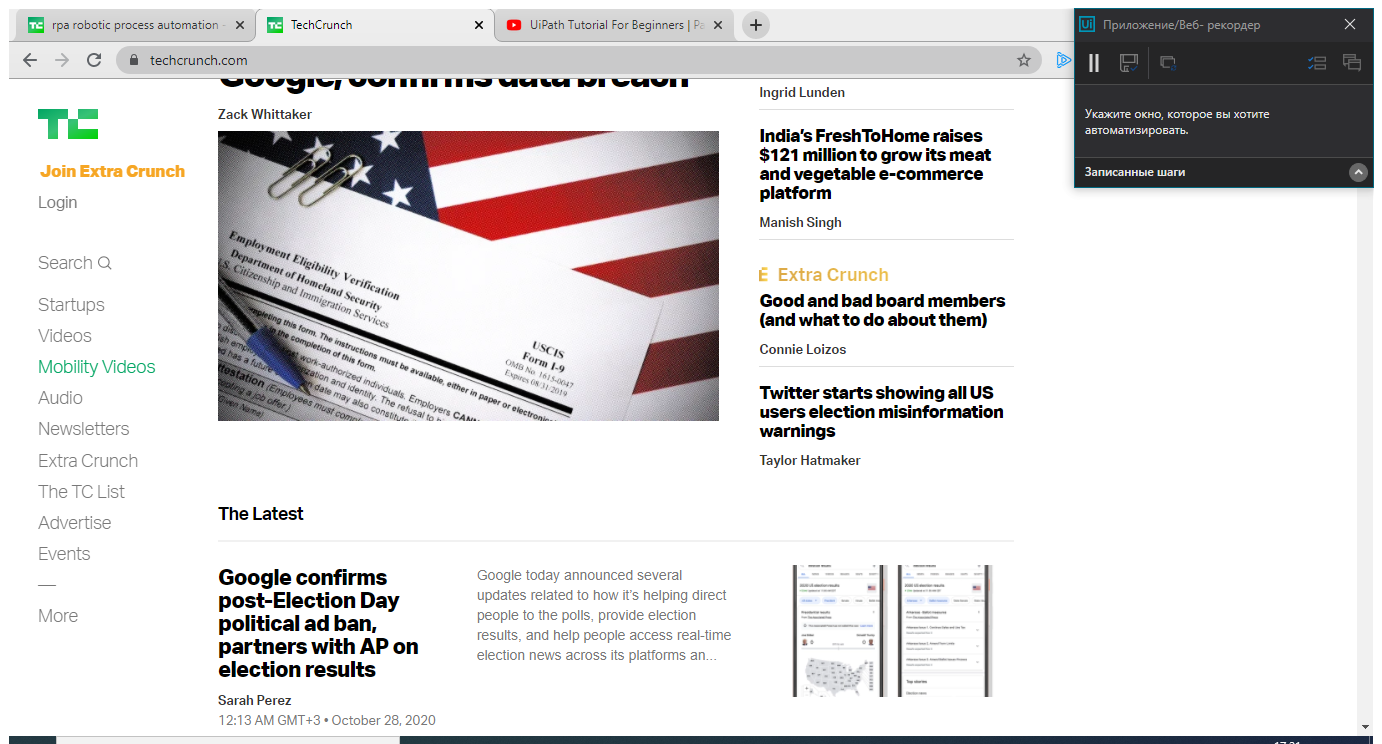 rpa robotic process automation -
TechCrunch
UiPath Tutorial For Beginners | Pa
techcrunch.com
Приложение/Веб- рекордер
Укажите окно, которое вы хотите
автоматизировать.
Записанные шаги
TC
Join Extra Crunch
Login
Search
Startups
Videos
Mobility Videos
Audio
Newsletters
Extra Crunch
The TC List
Advertise
Events
More
Google, confirms data breach
Zack Whittaker
Employment Eligibility Verification
Department of Homeland Security
U.S. Citizenship and Immigration Services
USCIS
Form I-9
OMB No. 1615-0047
Expires 08/31/2019
Ingrid Lunden
India's FreshToHome raises
$121 million to grow its meat
and vegetable e-commerce
platform
Manish Singh
Extra Crunch
Good and bad board members
(and what to do about them)
Connie Loizos
Twitter starts showing all US
users election misinformation
warnings
Taylor Hatmaker
The Latest
Google confirms
post-Election Day
political ad ban,
partners with AP on
election results
Sarah Perez
12:13 AM GMT+3 • October 28, 2020
Google today announced several
updates related to how it's helping direct
people to the polls, provide election
results, and help people access real-time
election news across its platforms an...